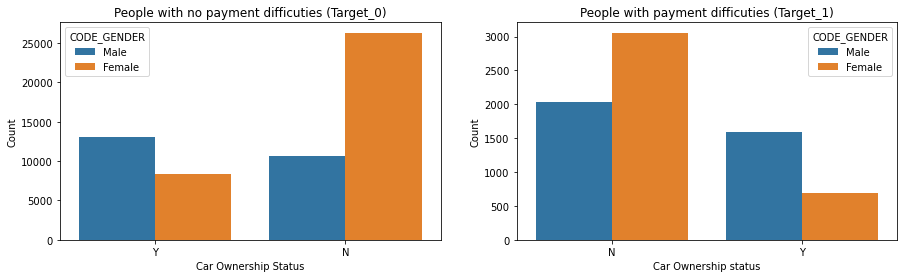 People with no payment difficuties (Target_0)
CODE_GENDER
Male
Female
25000
20000
15000
10000
5000
0
Count
Y
N
Car Ownership Status
People with payment difficuties (Target_1)
CODE_GENDER
Male
Female
3000
2500
2000
1500
1000
500
0
Count
N
Y
Car Ownership status